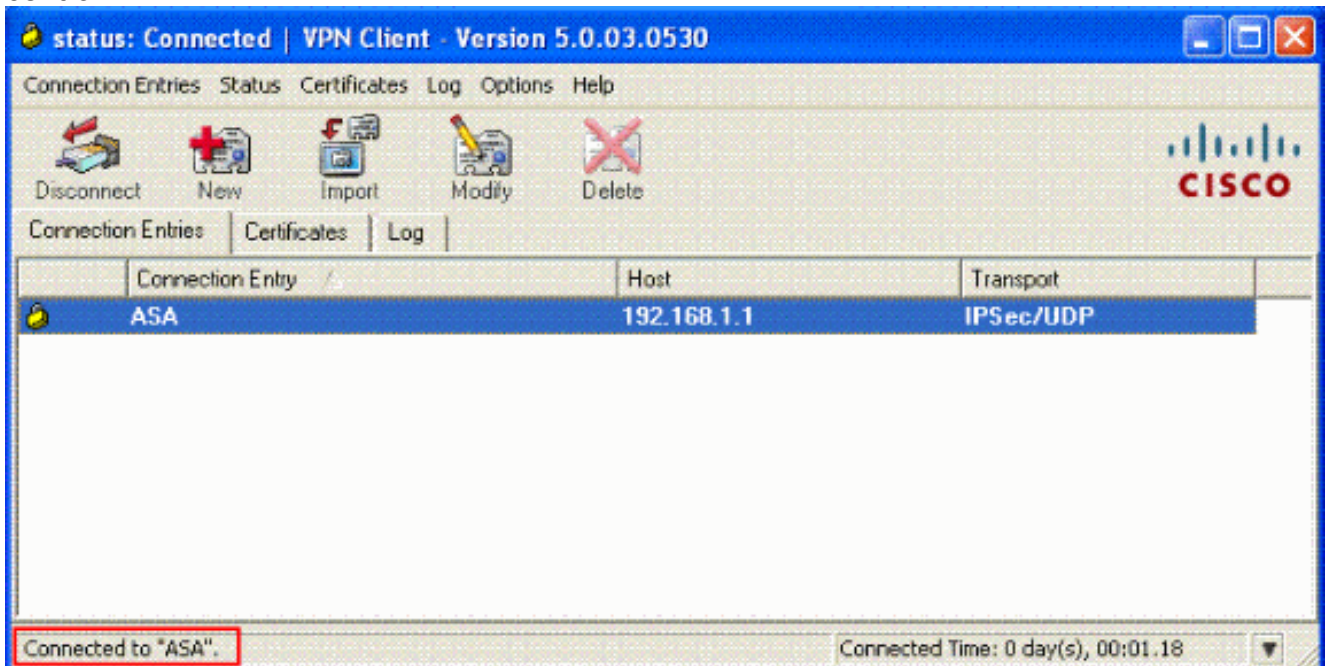 status: Connected | VPN Client - Version 5.0.03.0530
Connection Entries Status Certificates Log Options Help
Disconnect New Import Modify Delete
CISCO
Connection Entries Certificates Log
Connection Entry Host Transport
ASA 192.168.1.1 IPSec/UDP
Connected to "ASA". Connected Time: 0 day(s), 00:01.18